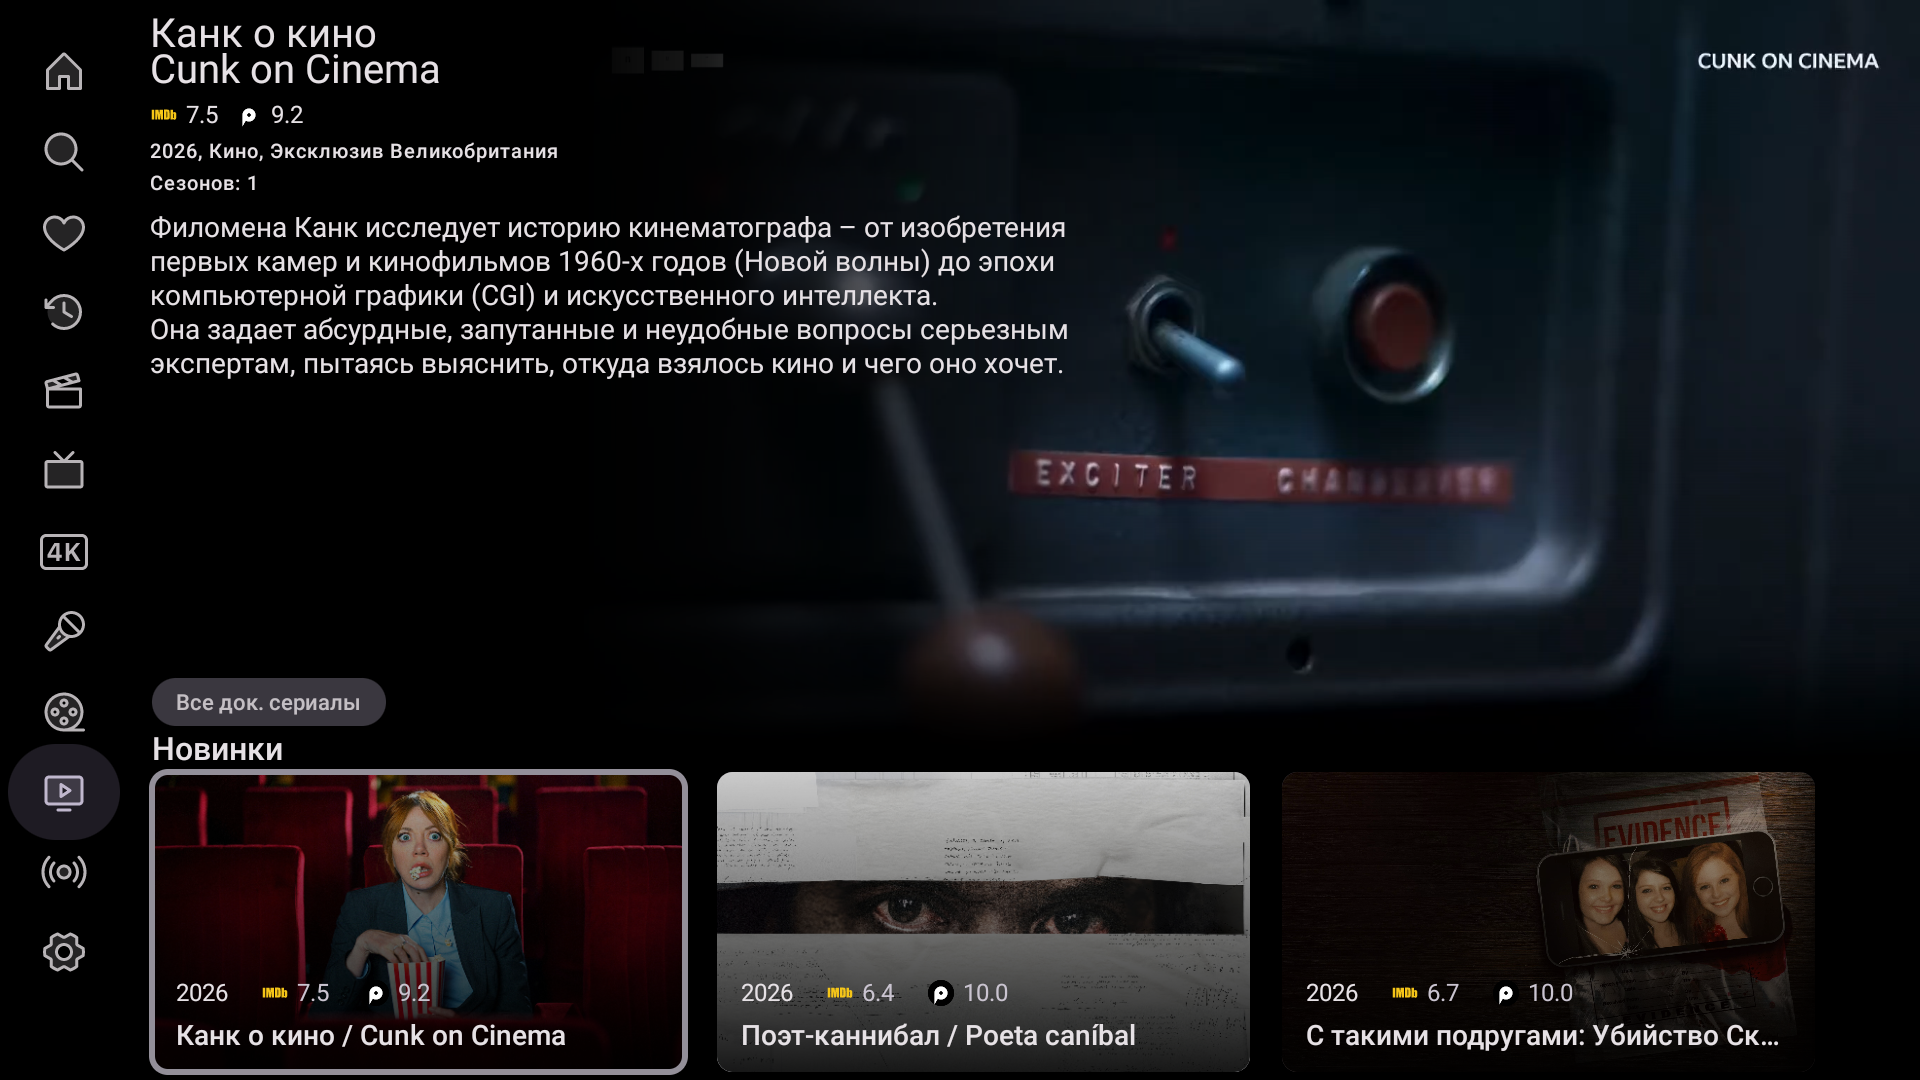 Канк о кино
Cunk on Cinema
CUNK ON CINEMA
IMDb 7.5 9.2
2026, Кино, Эксклюзив Великобритания
Сезонов: 1
Филомена Канк исследует историю кинематографа – от изобретения
первых камер и кинофильмов 1960-х годов (Новой волны) до эпохи
компьютерной графики (CGI) и искусственного интеллекта.
Она задает абсурдные, запутанные и неудобные вопросы серьезным
экспертам, пытаясь выяснить, откуда взялось кино и чего оно хочет.
EXCITER
4K
Все док. сериалы
Новинки
EVIDENCE
2026 IMDb 7.5 9.2
Канк о кино / Cunk on Cinema
2026 IMDb 6.4 10.0
Поэт-каннибал / Poeta caníbal
2026 IMDb 6.7 10.0
С такими подругами: Убийство Ск...